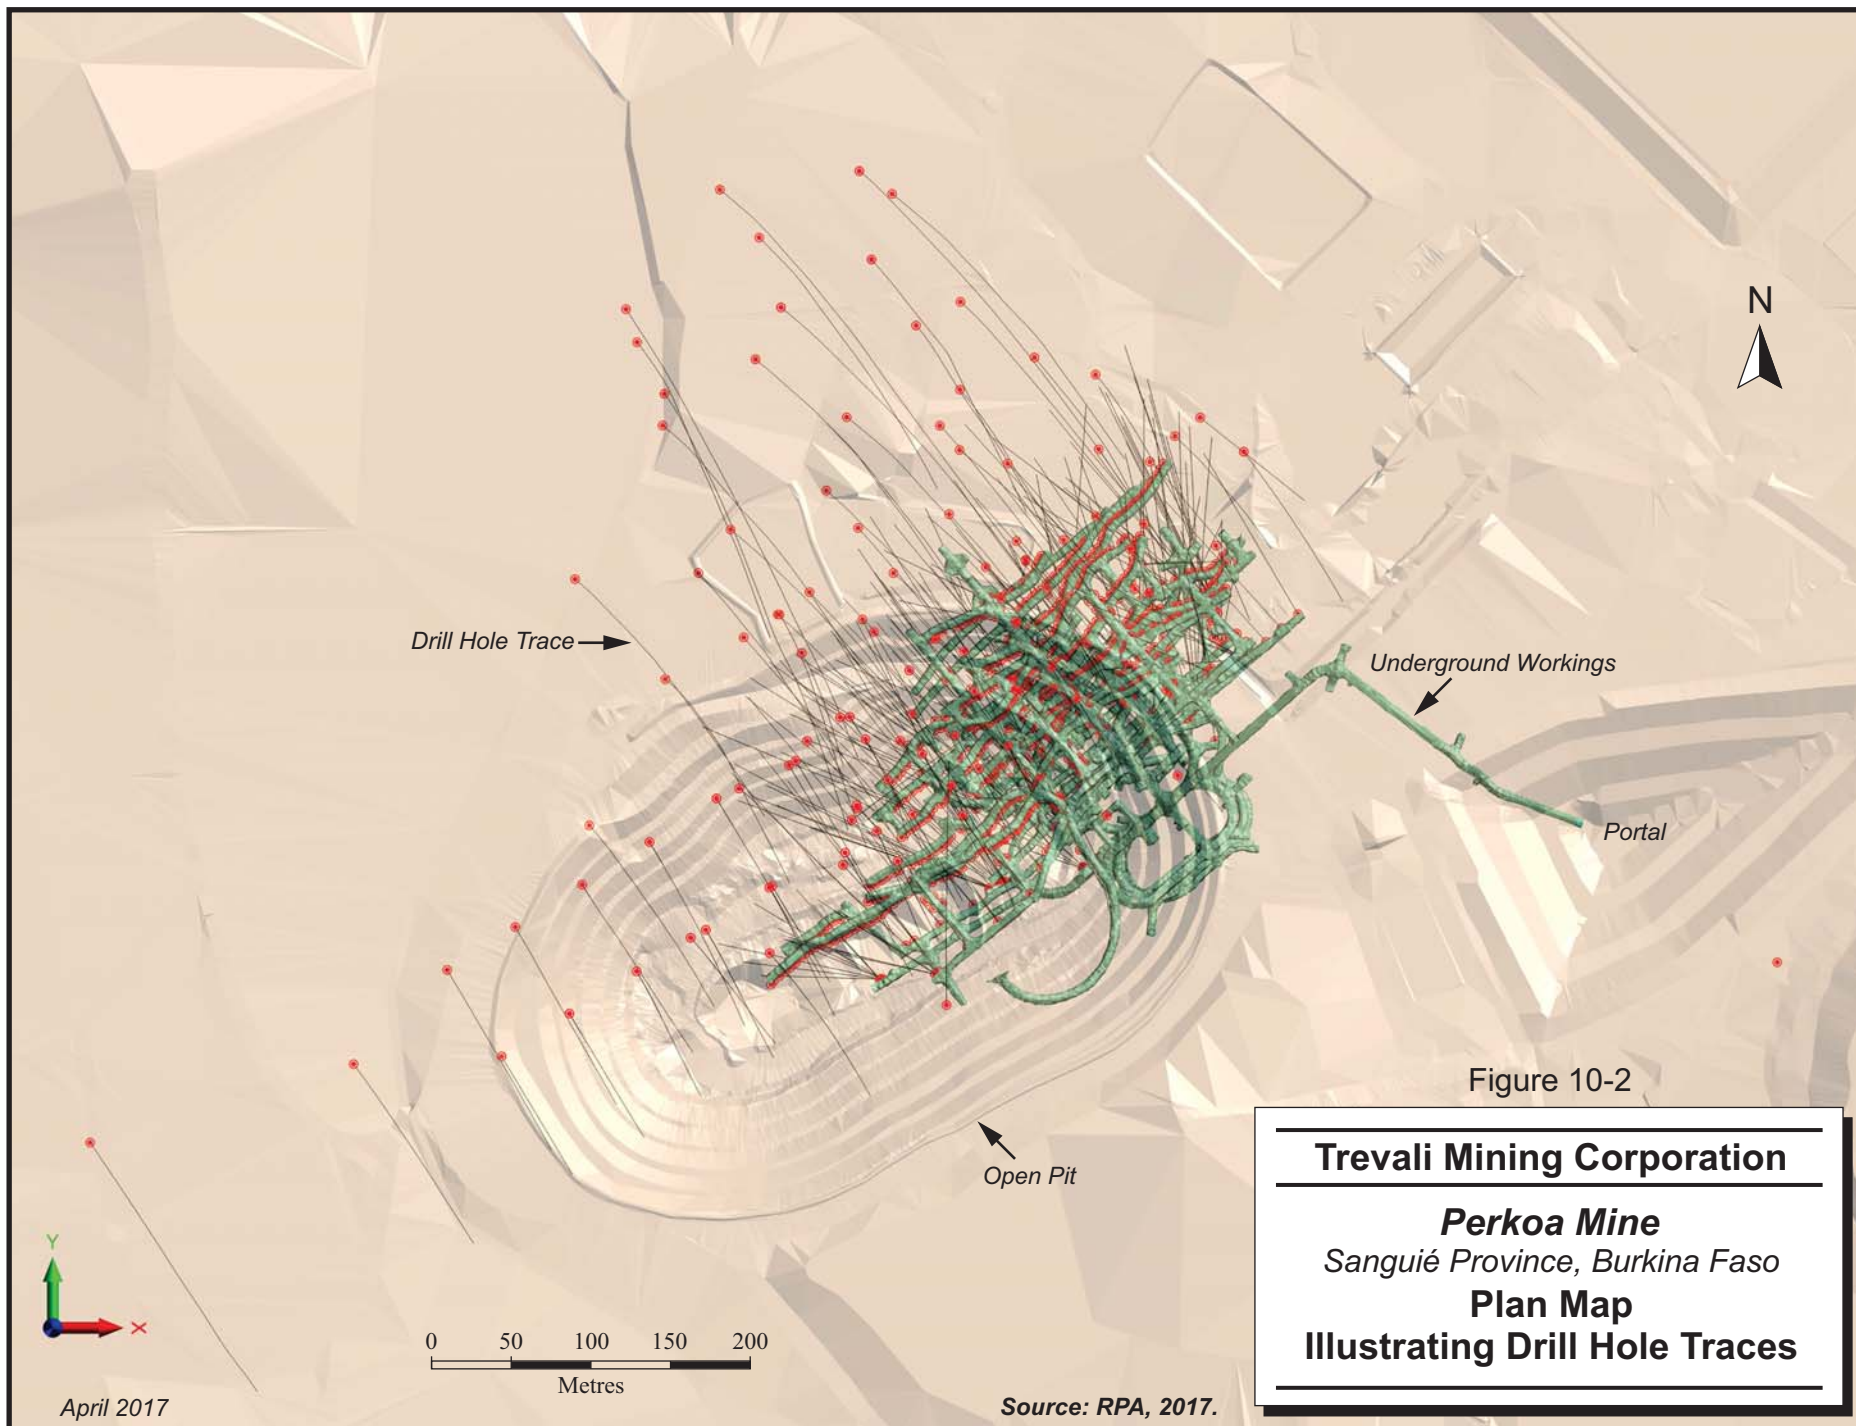 N
Drill Hole Trace
Underground Workings
Portal
Open Pit
Figure 10-2
Trevali Mining Corporation
Perkoa Mine
Sanguié Province, Burkina Faso
Plan Map
Illustrating Drill Hole Traces
Y
X
0 50 100 150 200
Metres
April 2017
Source: RPA, 2017.